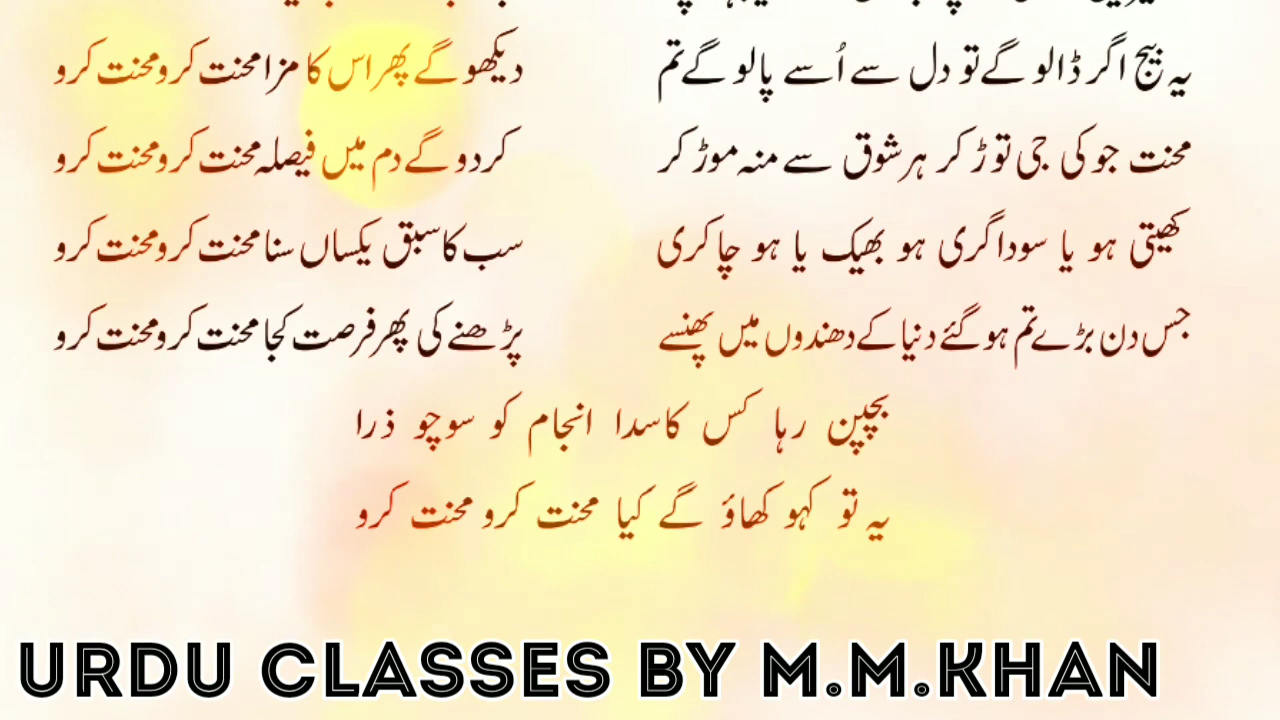 یہ بیج اگر ڈالو گے تو دل سے اُسے پالو گے تم دیکھو گے پھر اس کا مزا محنت کرو محنت کرو
محنت جو کی جی توڑ کر ہر شوق سے منہ موڑ کر کردو گے دم میں فیصلہ محنت کرو محنت کرو
کھیتی ہو یا سوداگری ہو بھیک یا ہو چاکری سب کا سبق یکساں سنا محنت کرو محنت کرو
جس دن بڑے تم ہوگئے دنیا کے دھندوں میں پھنسے پڑھنے کی پھر فرصت کجا محنت کرو محنت کرو
بچپن رہا کس کا سدا انجام کو سوچو ذرا
یہ تو کہو کھاؤ گے کیا محنت کرو محنت کرو
URDU CLASSES BY M.M.KHAN